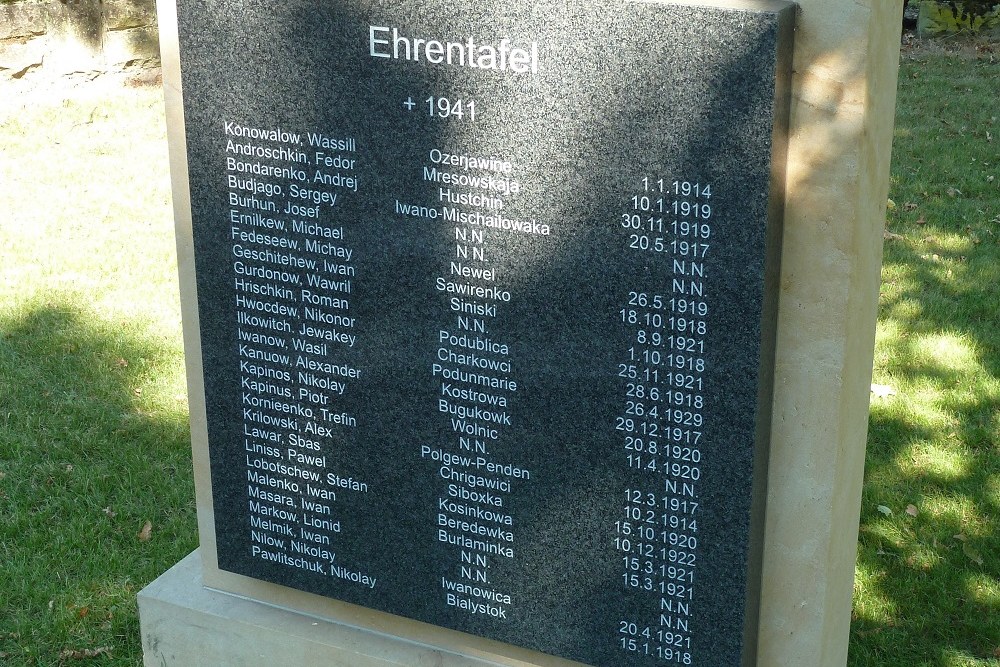 Ehrentafel
+ 1941
Konowalow, Wassill Ozerjawine 1.1.1914
Androschkin, Fedor Mresowskaja 10.1.1919
Bondarenko, Andrej Hustchin 30.11.1919
Budjago, Sergey Iwano-Mischailowaka 20.5.1917
Burhun, Josef N.N. N.N.
Ernilkew, Michael N N. N.N.
Fedeseew, Michay Newel 26.5.1919
Geschitehew, Iwan Sawirenko 18.10.1918
Gurdonow, Wawril Siniski 8.9.1921
Hrischkin, Roman N.N. 1.10.1918
Hwocdew, Nikonor Podublica 25.11.1921
Ilkowitch, Jewakey Charkowci 28.6.1918
Iwanow, Wasil Podunmarie 26.4.1929
Kanuow, Alexander Kostrowa 29.12.1917
Kapinos, Nikolay Bugukowk 20.8.1920
Kapinus, Piotr Wolnic 11.4.1920
Kornieenko, Trefin N.N. N.N.
Krilowski, Alex Polgew-Penden 12.3.1917
Lawar, Sbas Chrigawici 10.2.1914
Liniss, Pawel Siboxka 15.10.1920
Lobotschew, Stefan Kosinkowa 10.12.1922
Malenko, Iwan Beredewka 15.3.1921
Masara, Iwan Burlaminka 15.3.1921
Markow, Lionid N.N. N.N.
Melmik, Iwan N.N. N.N.
Nilow, Nikolay Iwanowica 20.4.1921
Pawlitschuk, Nikolay Bialystok 15.1.1918